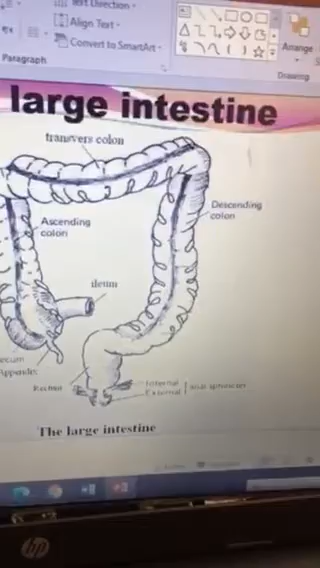 Text Direction
Align Text
Convert to SmartArt
Paragraph
Arrange
Drawing
large intestine
transvers colon
Ascending
colon
Descending
colon
ileum
ecum
Appendix
Rectum
Internal
External
anal sphincter
The large intestine
hp